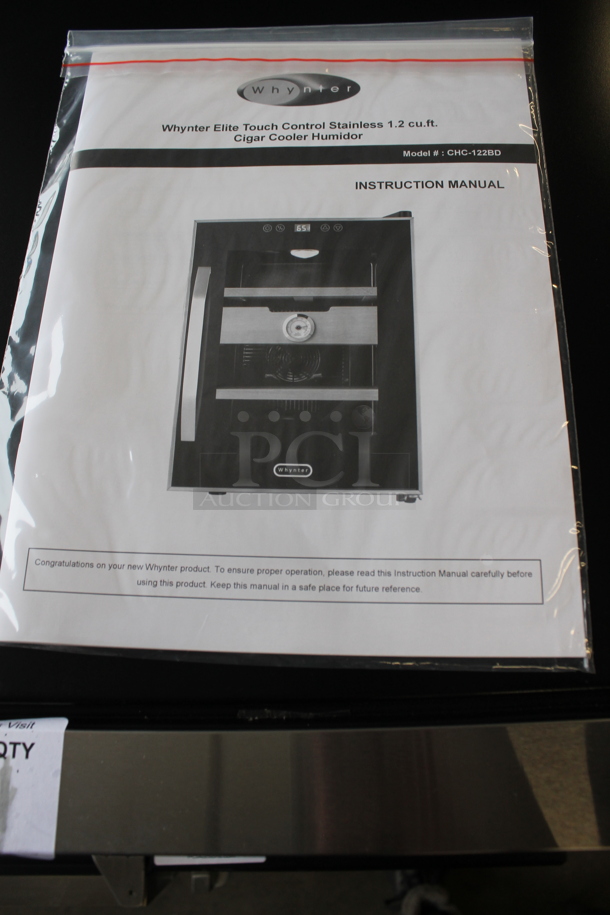 Whynter
Whynter Elite Touch Control Stainless 1.2 cu.ft.
Cigar Cooler Humidor
Model # : CHC-122BD
INSTRUCTION MANUAL
65
Whynter
PCI
AUCTION GROUP
Congratulations on your new Whynter product. To ensure proper operation, please read this Instruction Manual carefully before
using this product. Keep this manual in a safe place for future reference.
Visit
QTY